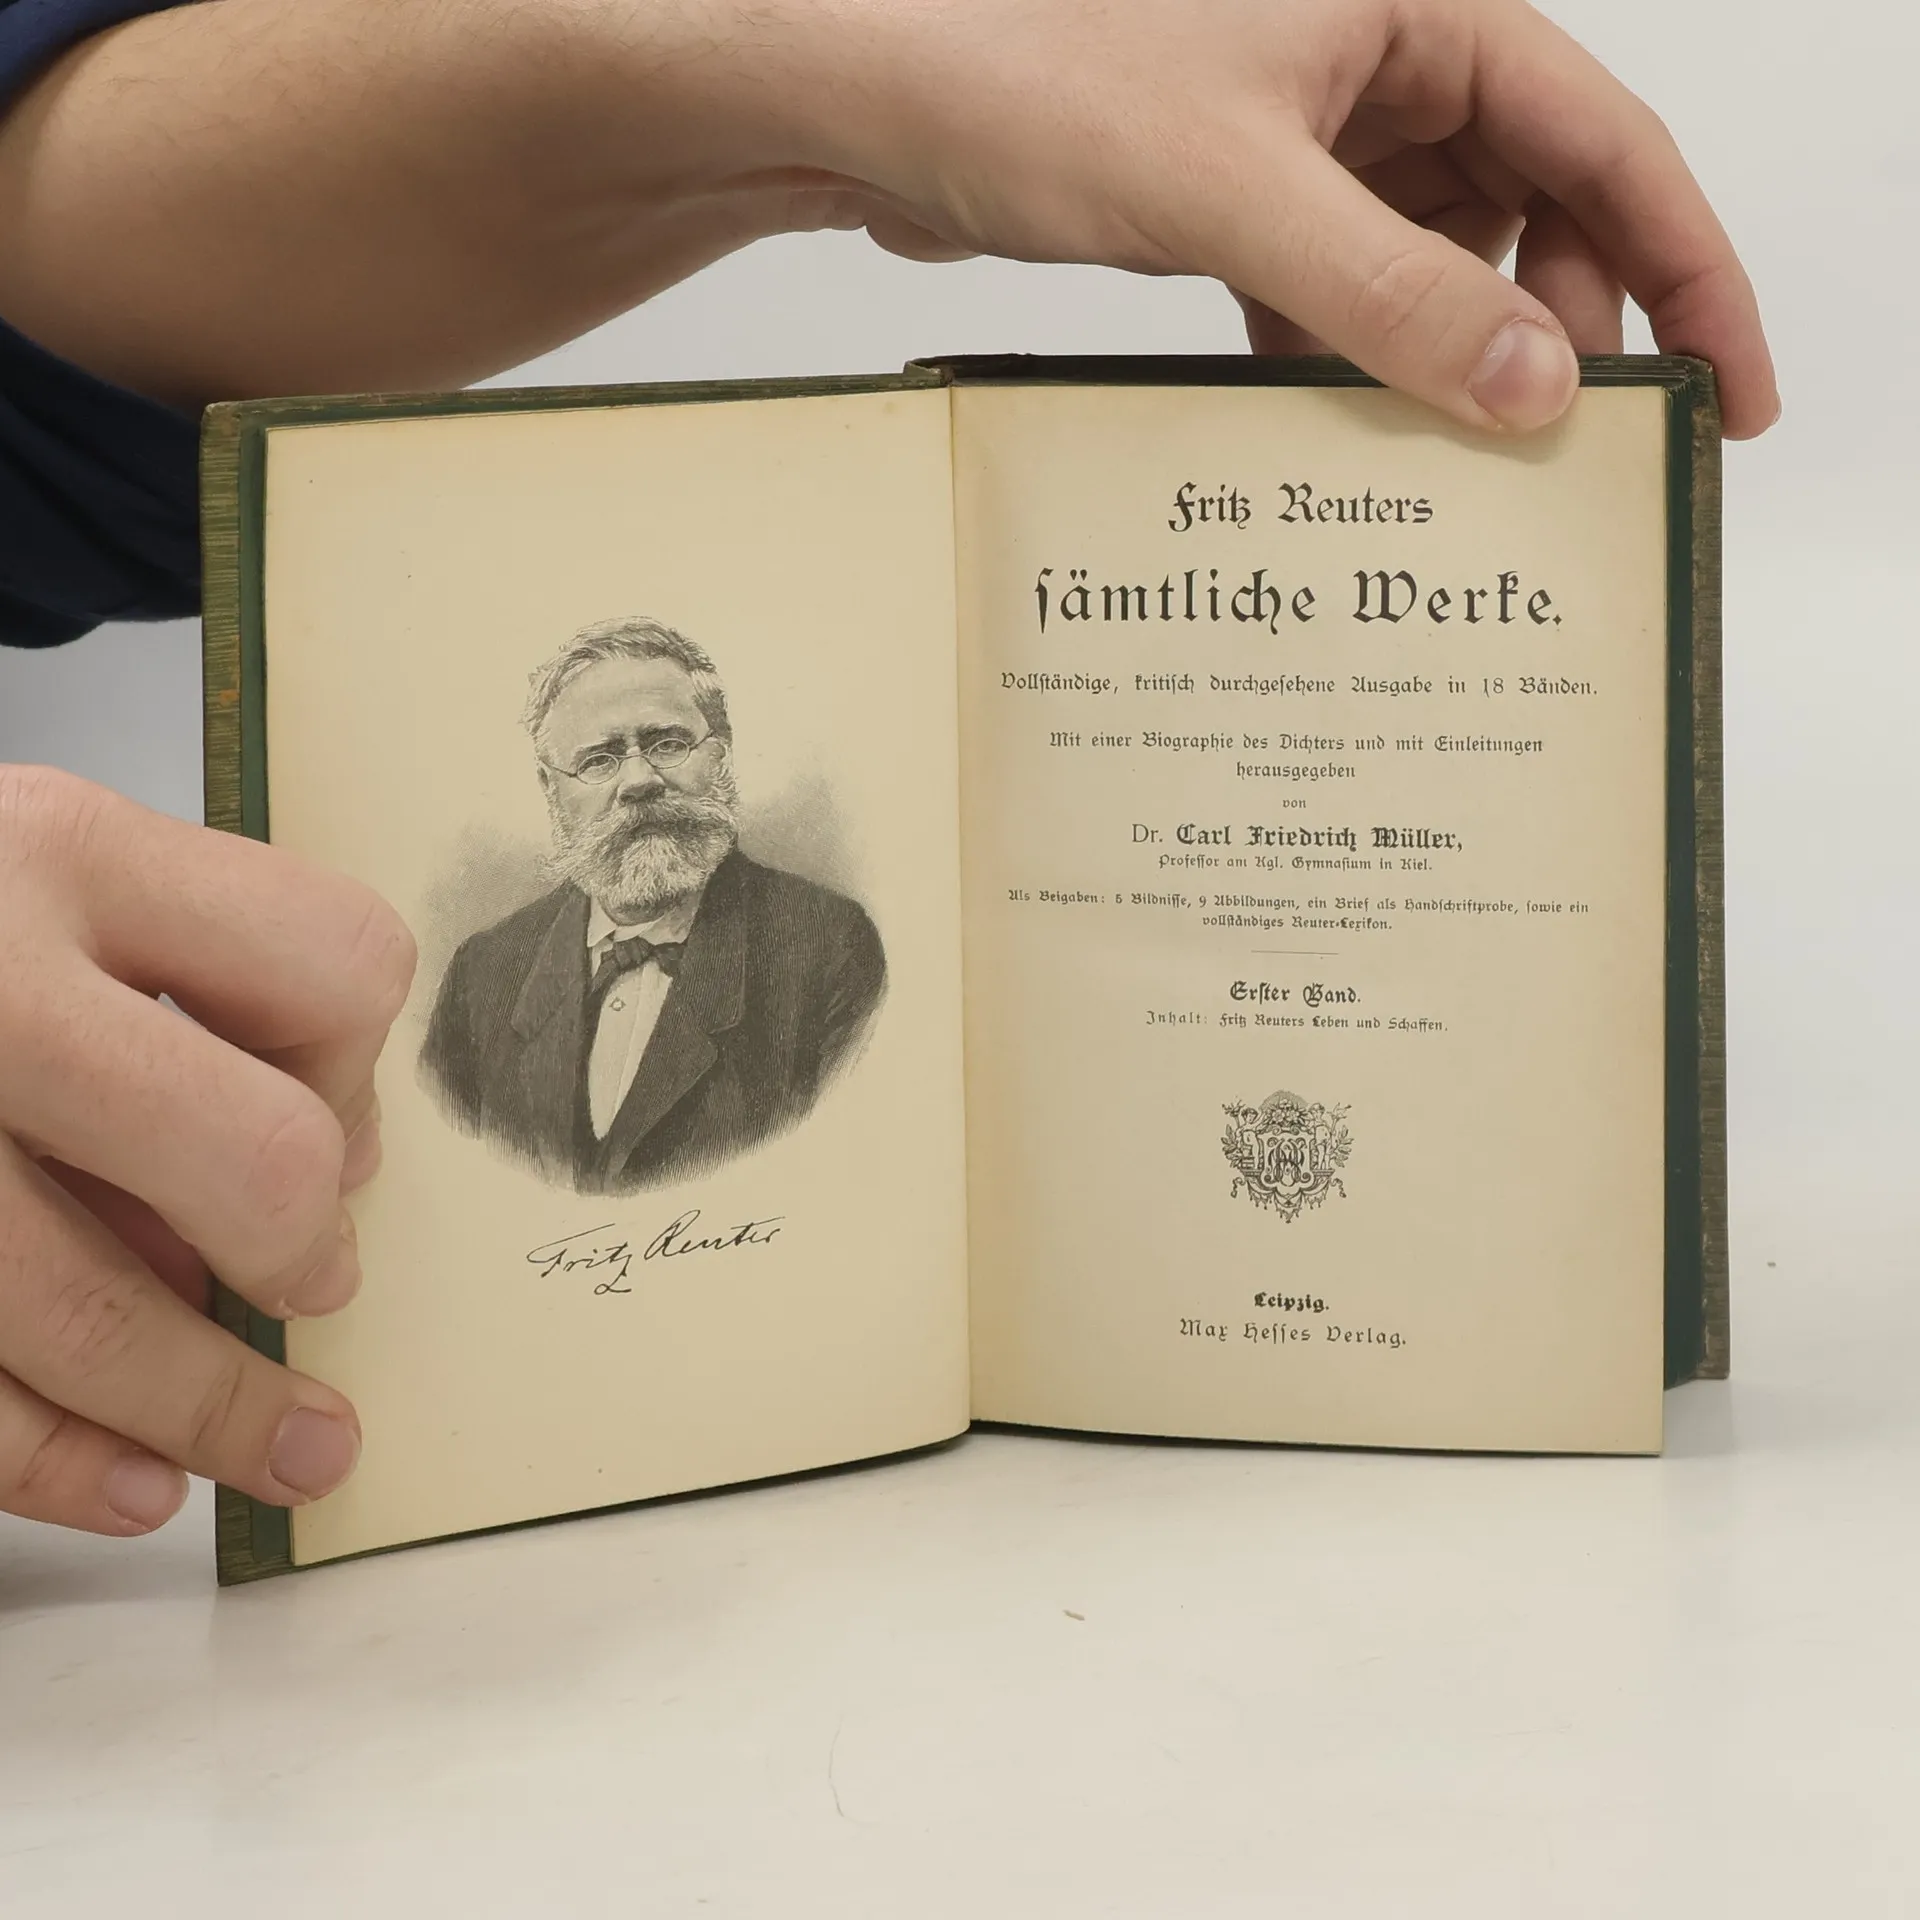 Fritz Reuter
Fritz Reuters
ſämtliche Werke.
Vollſtändige, kritiſch durchgeſehene Ausgabe in 18 Bänden.
Mit einer Biographie des Dichters und mit Einleitungen
herausgegeben
von
Dr. Carl Friedrich Müller,
Profeſſor am Kgl. Gymnaſium in Kiel.
Als Beigaben: 5 Bildniſſe, 9 Abbildungen, ein Brief als Handſchriftprobe, ſowie ein
vollſtändiges Reuter-Lexikon.
Erſter Band.
Inhalt: Fritz Reuters Leben und Schaffen.
Leipzig.
Max Heſſes Verlag.